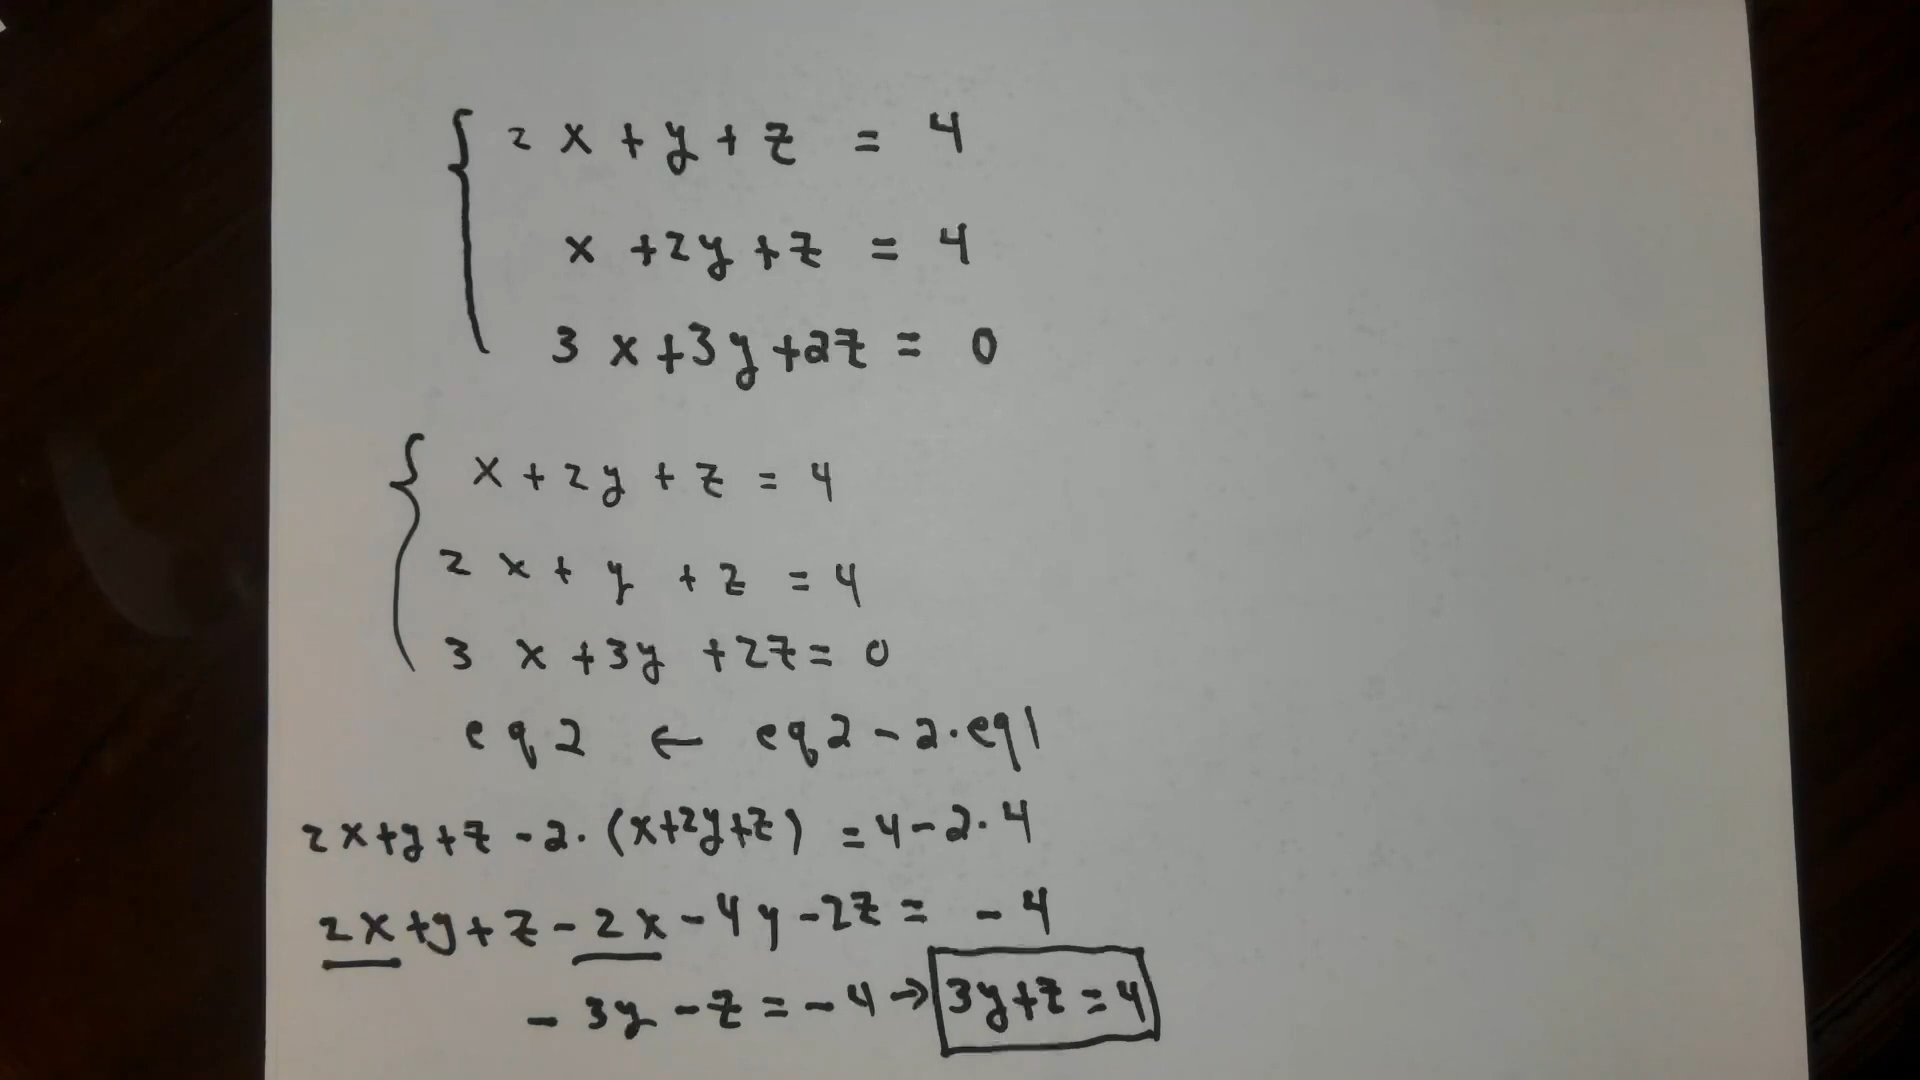 2x+y+z = 4
x+2y+z = 4
3x+3y+2z = 0
x+2y+z = 4
2x+y+z = 4
3x+3y+2z = 0
eq2 ← eq2-2·eq1
2x+y+z-2·(x+2y+z) = 4-2·4
2x+y+z-2x-4y-2z = -4
-3y-z = -4 → 3y+z = 4